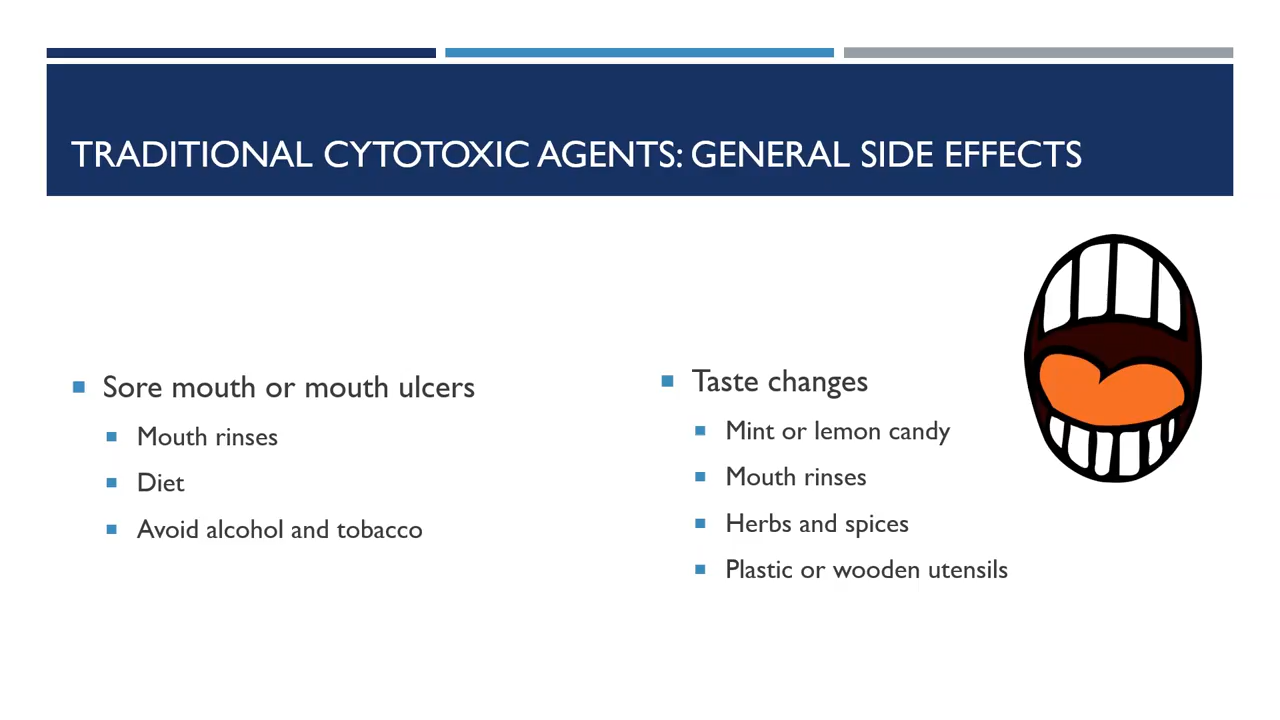 TRADITIONAL CYTOTOXIC AGENTS: GENERAL SIDE EFFECTS
Sore mouth or mouth ulcers
Mouth rinses
Diet
Avoid alcohol and tobacco
Taste changes
Mint or lemon candy
Mouth rinses
Herbs and spices
Plastic or wooden utensils